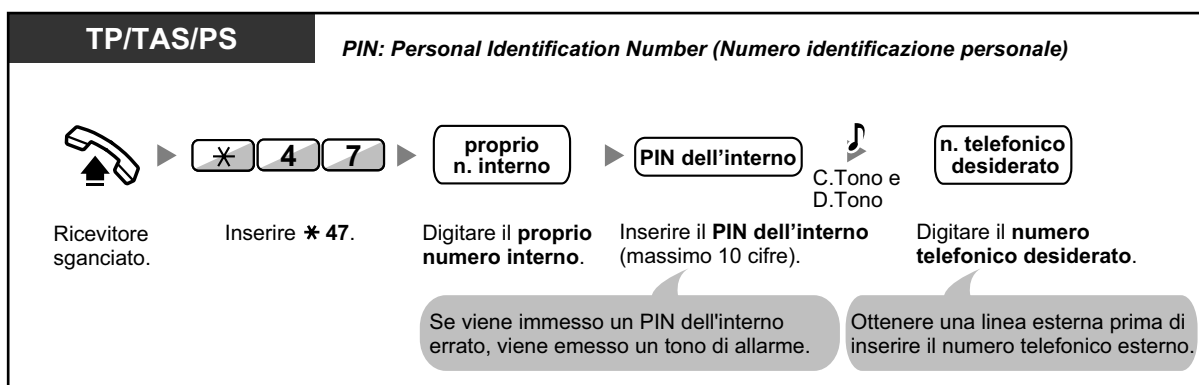 TP/TAS/PS
PIN: Personal Identification Number (Numero identificazione personale)
✳ 4 7
proprio
n. interno
PIN dell’interno
C.Tono e
D.Tono
n. telefonico
desiderato
Ricevitore
sganciato.
Inserire ✳ 47.
Digitare il proprio
numero interno.
Inserire il PIN dell’interno
(massimo 10 cifre).
Digitare il numero
telefonico desiderato.
Se viene immesso un PIN dell'interno
errato, viene emesso un tono di allarme.
Ottenere una linea esterna prima di
inserire il numero telefonico esterno.